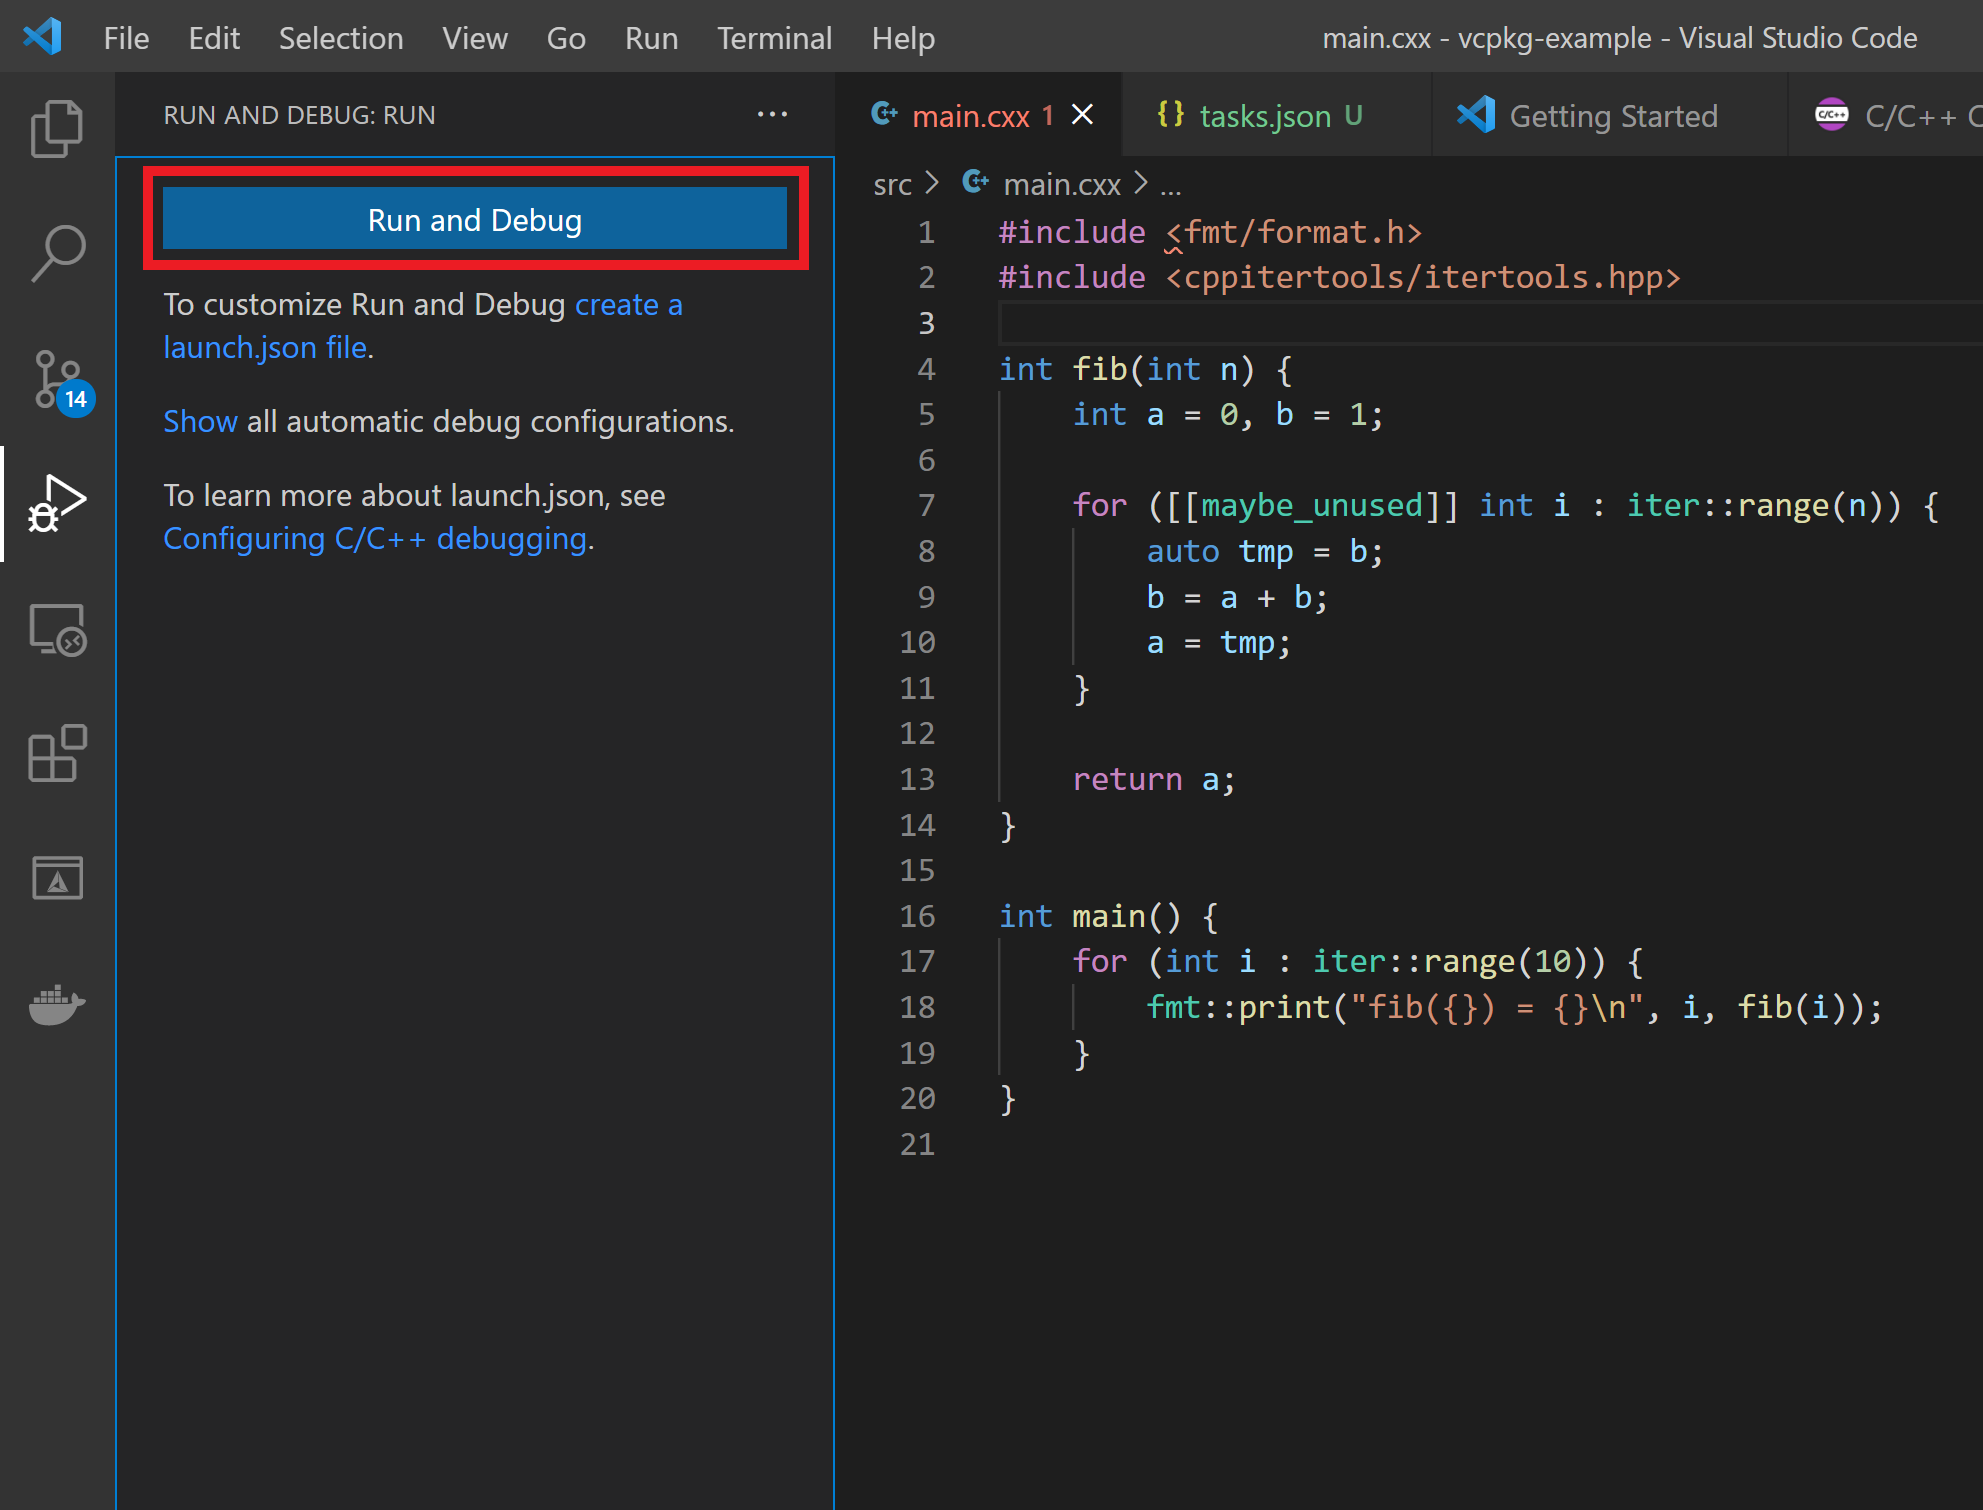 File Edit Selection View Go Run Terminal Help main.cxx - vcpkg-example - Visual Studio Code
RUN AND DEBUG: RUN ...
Run and Debug
To customize Run and Debug create a
launch.json file.
Show all automatic debug configurations.
To learn more about launch.json, see
Configuring C/C++ debugging.
14
main.cxx 1 {} tasks.json U Getting Started C/C++ C/C++
src > main.cxx > ...
1 #include <fmt/format.h>
2 #include <cppitertools/itertools.hpp>
3
4 int fib(int n) {
5     int a = 0, b = 1;
6
7     for ([[maybe_unused]] int i : iter::range(n)) {
8         auto tmp = b;
9         b = a + b;
10         a = tmp;
11     }
12
13     return a;
14 }
15
16 int main() {
17     for (int i : iter::range(10)) {
18         fmt::print("fib({}) = {}\n", i, fib(i));
19     }
20 }
21